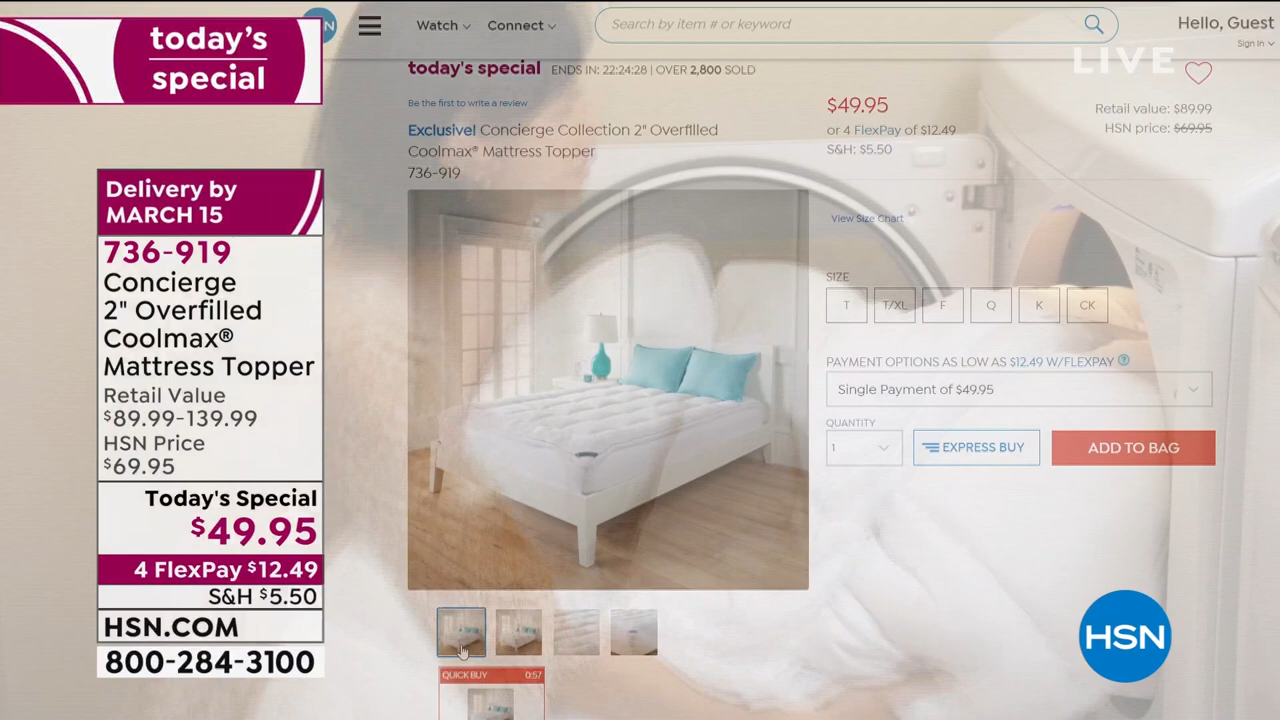 today's
special
Delivery by
MARCH 15
736-919
Concierge
2" Overfilled
Coolmax®
Mattress Topper
Retail Value
$89.99-139.99
HSN Price
$69.95
Today's Special
$49.95
4 FlexPay $12.49
S&H $5.50
HSN.COM
800-284-3100
Watch Connect
Search by item # or keyword
Hello, Guest
Sign In
LIVE
today's special ENDS IN: 22:24:28 | OVER 2,800 SOLD
Be the first to write a review
Exclusive! Concierge Collection 2" Overfilled
Coolmax® Mattress Topper
736-919
$49.95
or 4 FlexPay of $12.49
S&H: $5.50
Retail value: $89.99
HSN price: $69.95
View Size Chart
SIZE
T T/XL F Q K CK
PAYMENT OPTIONS AS LOW AS $12.49 W/FLEXPAY ?
Single Payment of $49.95
QUANTITY
1
EXPRESS BUY
ADD TO BAG
QUICK BUY 0:57
HSN